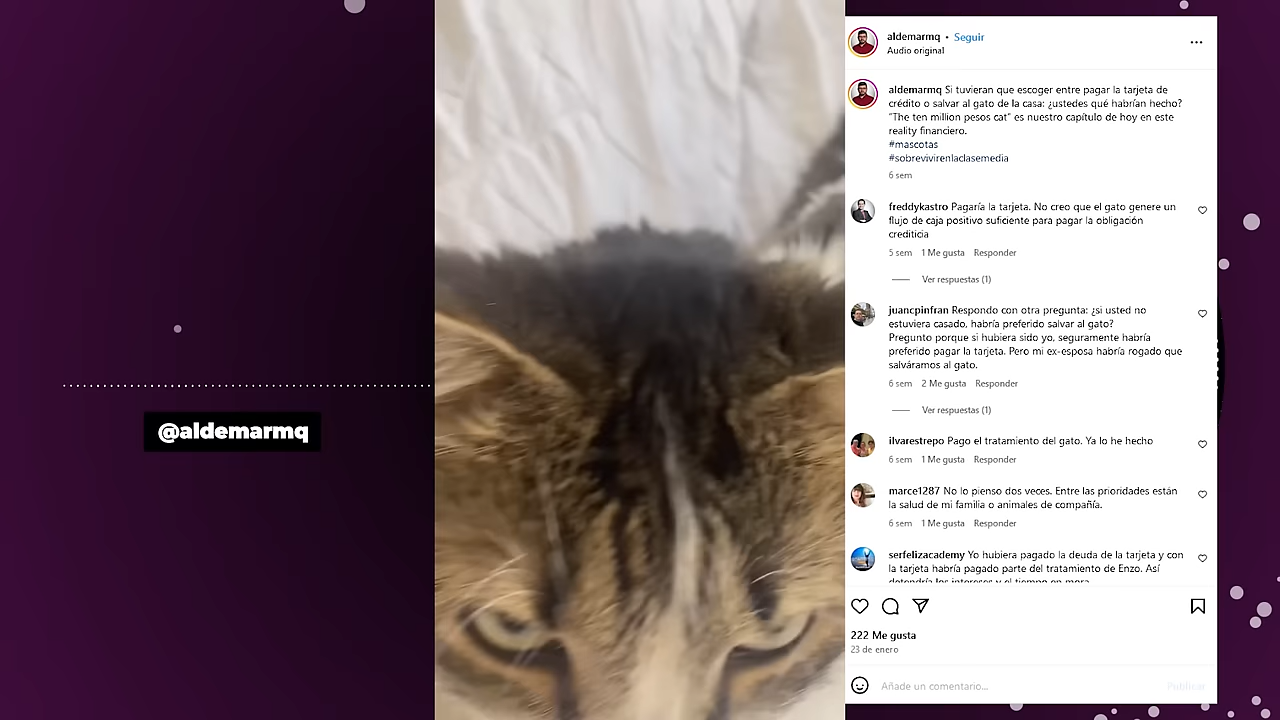 @aldemarmq
aldemarmq • Seguir
Audio original
aldemarmq Si tuvieran que escoger entre pagar la tarjeta de
crédito o salvar al gato de la casa: ¿ustedes qué habrían hecho?
"The ten million pesos cat" es nuestro capítulo de hoy en este
reality financiero.
#mascotas
#sobrevivirenlaclasemedia
6 sem
freddykastro Pagaría la tarjeta. No creo que el gato genere un
flujo de caja positivo suficiente para pagar la obligación
crediticia
5 sem 1 Me gusta Responder
Ver respuestas (1)
juancpinfran Respondo con otra pregunta: ¿si usted no
estuviera casado, habría preferido salvar al gato?
Pregunto porque si hubiera sido yo, seguramente habría
preferido pagar la tarjeta. Pero mi ex-esposa habría rogado que
salváramos al gato.
6 sem 2 Me gusta Responder
Ver respuestas (1)
ilvarestrepo Pago el tratamiento del gato. Ya lo he hecho
6 sem 1 Me gusta Responder
marce1287 No lo pienso dos veces. Entre las prioridades están
la salud de mi familia o animales de compañía.
6 sem 1 Me gusta Responder
serfelizacademy Yo hubiera pagado la deuda de la tarjeta y con
la tarjeta habría pagado parte del tratamiento de Enzo. Así
detendría los intereses y el tiempo en mora
222 Me gusta
23 de enero
Añade un comentario...
Publicar